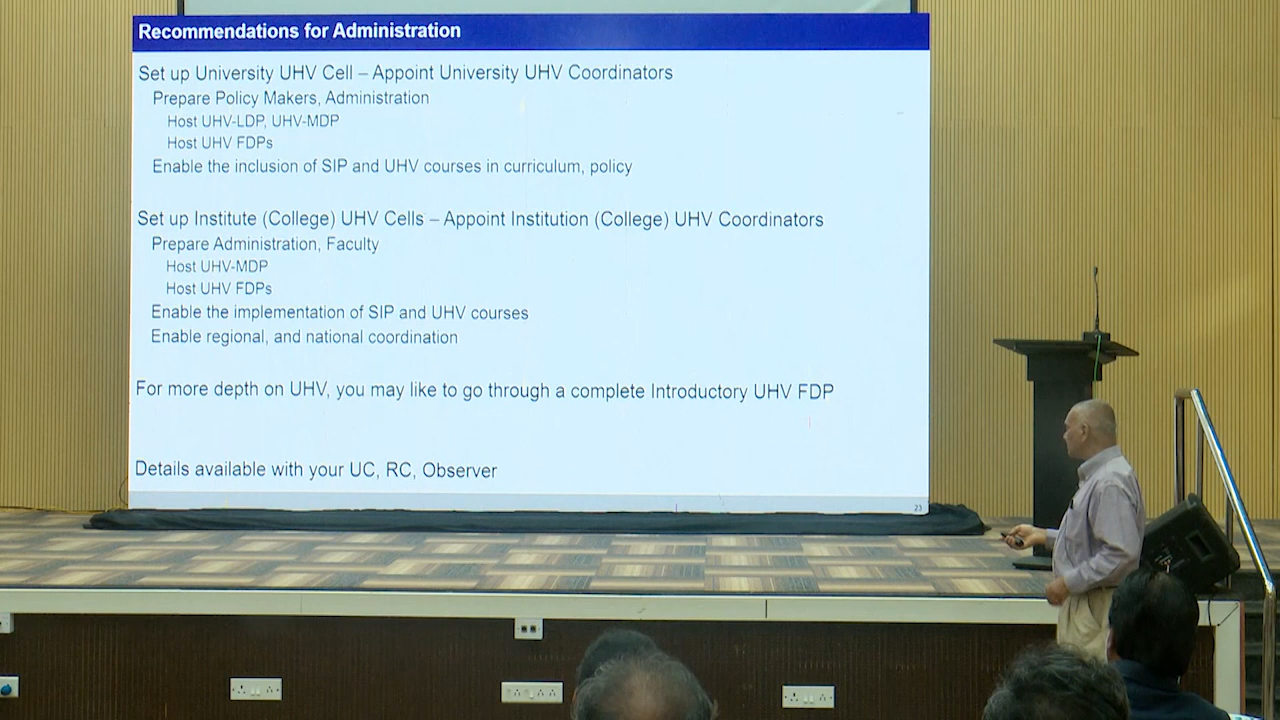 Recommendations for Administration
Set up University UHV Cell – Appoint University UHV Coordinators
Prepare Policy Makers, Administration
Host UHV-LDP, UHV-MDP
Host UHV FDPs
Enable the inclusion of SIP and UHV courses in curriculum, policy
Set up Institute (College) UHV Cells – Appoint Institution (College) UHV Coordinators
Prepare Administration, Faculty
Host UHV-MDP
Host UHV FDPs
Enable the implementation of SIP and UHV courses
Enable regional, and national coordination
For more depth on UHV, you may like to go through a complete Introductory UHV FDP
Details available with your UC, RC, Observer
23